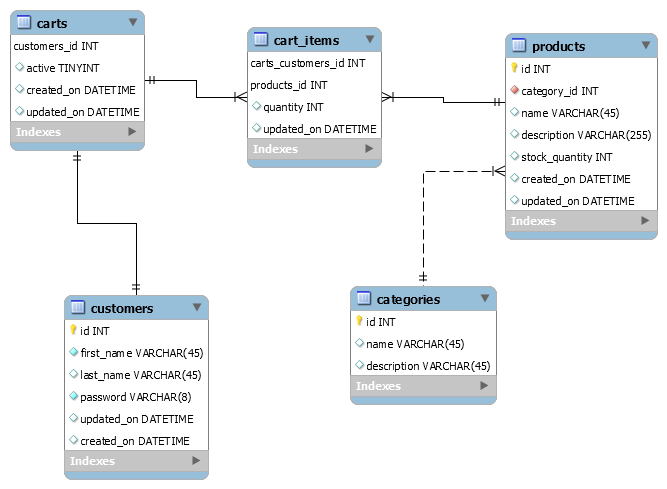 carts
customers_id INT
active TINYINT
created_on DATETIME
updated_on DATETIME
Indexes
cart_items
carts_customers_id INT
products_id INT
quantity INT
updated_on DATETIME
Indexes
products
id INT
category_id INT
name VARCHAR(45)
description VARCHAR(255)
stock_quantity INT
created_on DATETIME
updated_on DATETIME
Indexes
customers
id INT
first_name VARCHAR(45)
last_name VARCHAR(45)
password VARCHAR(8)
updated_on DATETIME
created_on DATETIME
Indexes
categories
id INT
name VARCHAR(45)
description VARCHAR(45)
Indexes